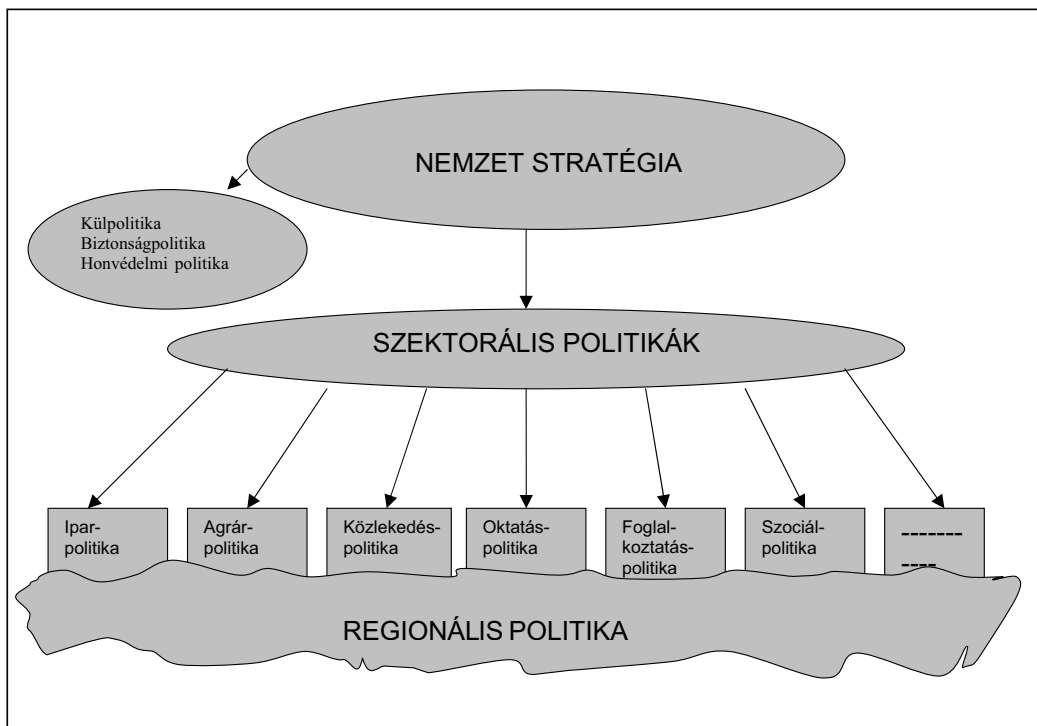 NEMZET STRATÉGIA
Külpolitika
Biztonságpolitika
Honvédelmi politika
SZEKTORÁLIS POLITIKÁK
Ipar-
politika
Agrár-
politika
Közlekedés-
politika
Oktatás-
politika
Foglal-
koztatás-
politika
Szociál-
politika
-------
----
REGIONÁLIS POLITIKA